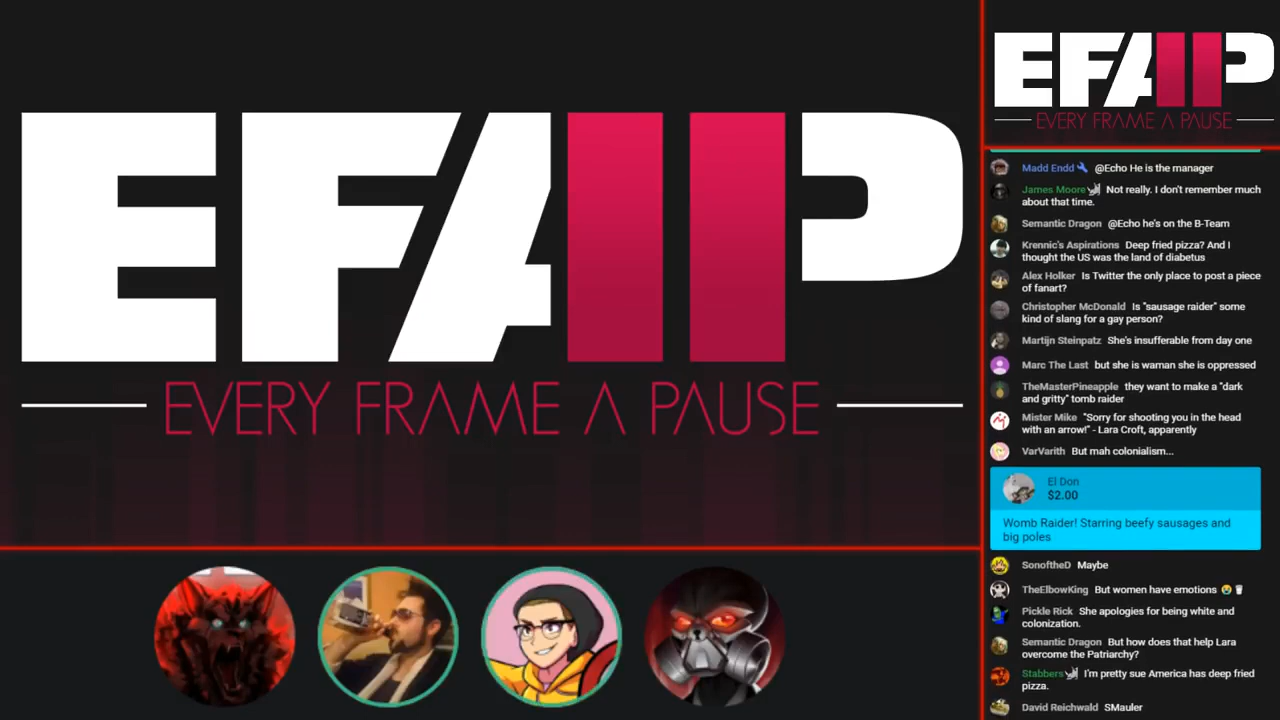 EFAP
EVERY FRAME A PAUSE
EFAP
EVERY FRAME A PAUSE
Madd Endd @Echo He is the manager
James Moore Not really. I don't remember much
about that time.
Semantic Dragon @Echo he's on the B-Team
Krennic's Aspirations Deep fried pizza? And I
thought the US was the land of diabetus
Alex Holker Is Twitter the only place to post a piece
of fanart?
Christopher McDonald Is "sausage raider" some
kind of slang for a gay person?
Martijn Steinpatz She's insufferable from day one
Marc The Last but she is waman she is oppressed
TheMasterPineapple they want to make a "dark
and gritty" tomb raider
Mister Mike "Sorry for shooting you in the head
with an arrow!" - Lara Croft, apparently
VarVarith But mah colonialism...
El Don
$2.00
Womb Raider! Starring beefy sausages and
big poles
SonoftheD Maybe
TheElbowKing But women have emotions 😭🥛
Pickle Rick She apologies for being white and
colonization.
Semantic Dragon But how does that help Lara
overcome the Patriarchy?
Stabbers I'm pretty sue America has deep fried
pizza.
David Reichwald SMauler